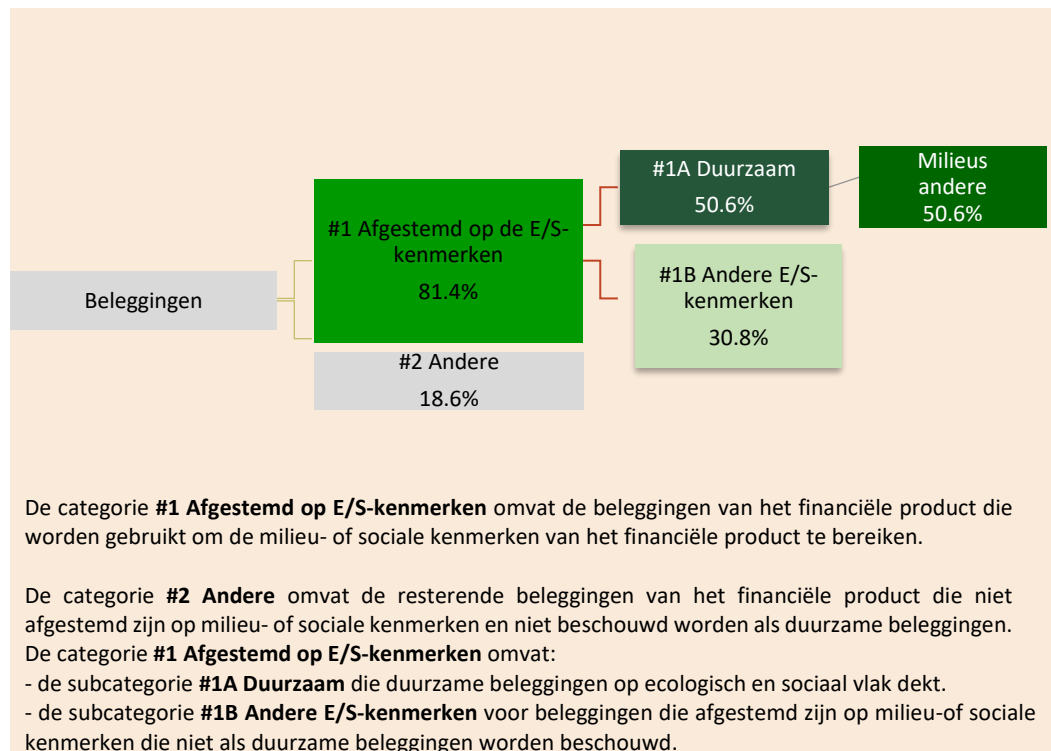 Beleggingen
#1 Afgestemd op de E/S-
kenmerken
81.4%
#2 Andere
18.6%
#1A Duurzaam
50.6%
#1B Andere E/S-
kenmerken
30.8%
Milieus
andere
50.6%
De categorie #1 Afgestemd op E/S-kenmerken omvat de beleggingen van het financiële product die
worden gebruikt om de milieu- of sociale kenmerken van het financiële product te bereiken.
De categorie #2 Andere omvat de resterende beleggingen van het financiële product die niet
afgestemd zijn op milieu- of sociale kenmerken en niet beschouwd worden als duurzame beleggingen.
De categorie #1 Afgestemd op E/S-kenmerken omvat:
- de subcategorie #1A Duurzaam die duurzame beleggingen op ecologisch en sociaal vlak dekt.
- de subcategorie #1B Andere E/S-kenmerken voor beleggingen die afgestemd zijn op milieu-of sociale
kenmerken die niet als duurzame beleggingen worden beschouwd.